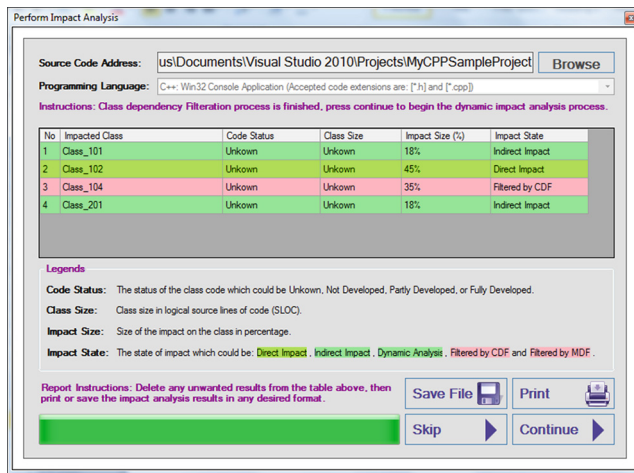 Perform Impact Analysis
Source Code Address: us\Documents\Visual Studio 2010\Projects\MyCPPSampleProject Browse
Programming Language: C++: Win32 Console Application (Accepted code extensions are: [*.h] and [*.cpp])
Instructions: Class dependency Filteration process is finished, press continue to begin the dynamic impact analysis process.
No Impacted Class Code Status Class Size Impact Size (%) Impact State
1 Class_101 Unkown Unkown 18% Indirect Impact
2 Class_102 Unkown Unkown 45% Direct Impact
3 Class_104 Unkown Unkown 35% Filtered by CDF
4 Class_201 Unkown Unkown 18% Indirect Impact
Legends
Code Status: The status of the class code which could be Unkown, Not Developed, Partly Developed, or Fully Developed.
Class Size: Class size in logical source lines of code (SLOC).
Impact Size: Size of the impact on the class in percentage.
Impact State: The state of impact which could be: Direct Impact , Indirect Impact , Dynamic Analysis , Filtered by CDF and Filtered by MDF .
Report Instructions: Delete any unwanted results from the table above, then
print or save the impact analysis results in any desired format.
Save File Print
Skip Continue